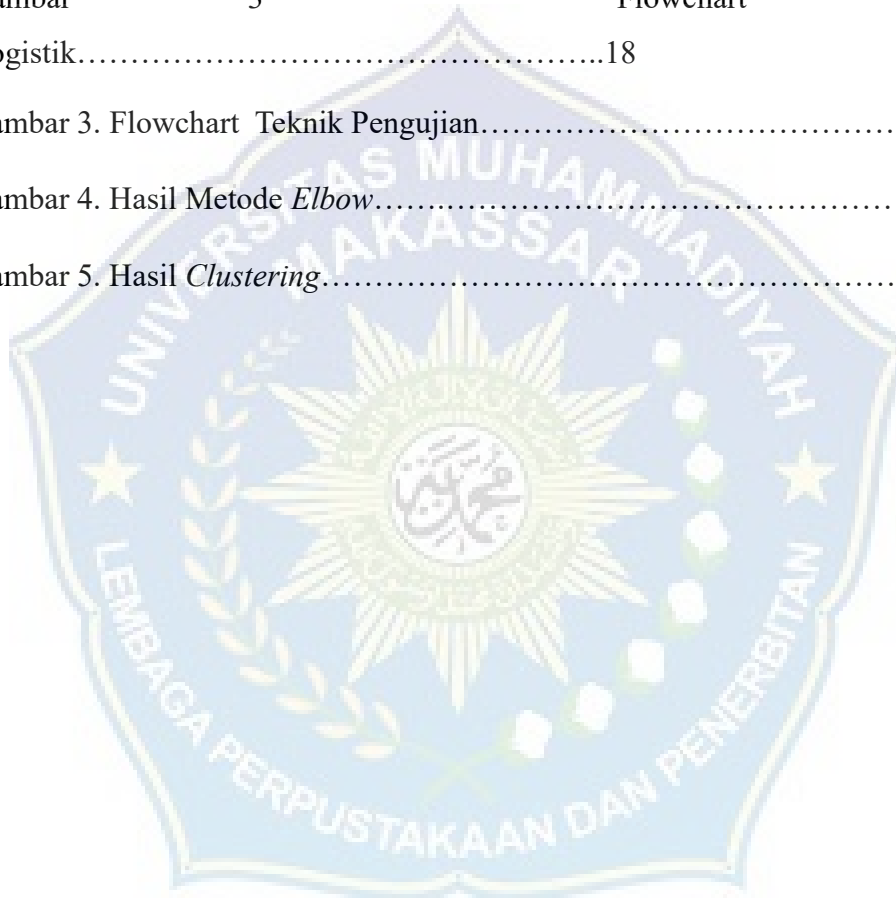 ambar 3 Flowchart
ogistik…………………………………………..18
ambar 3. Flowchart Teknik Pengujian…………………………………
ambar 4. Hasil Metode Elbow…………………………………………
ambar 5. Hasil Clustering………………………………………………
UNIVERSITAS MUHAMMADIYAH
MAKASSAR
LEMBAGA PERPUSTAKAAN DAN PENERBITAN